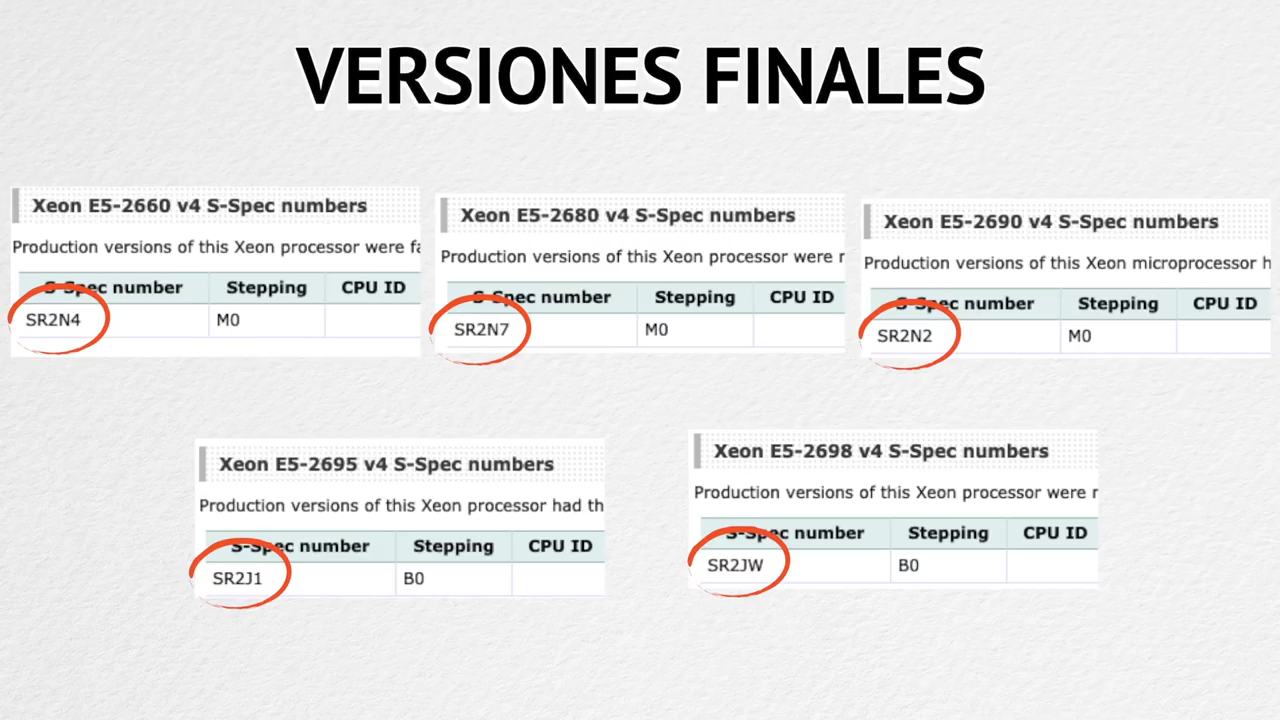 VERSIONES FINALES
Xeon E5-2660 v4 S-Spec numbers
Production versions of this Xeon processor were
S-Spec number Stepping CPU ID
SR2N4 M0
Xeon E5-2680 v4 S-Spec numbers
Production versions of this Xeon processor were
S-Spec number Stepping CPU ID
SR2N7 M0
Xeon E5-2690 v4 S-Spec numbers
Production versions of this Xeon microprocessor
S-Spec number Stepping CPU ID
SR2N2 M0
Xeon E5-2695 v4 S-Spec numbers
Production versions of this Xeon processor had th
S-Spec number Stepping CPU ID
SR2J1 B0
Xeon E5-2698 v4 S-Spec numbers
Production versions of this Xeon processor were
S-Spec number Stepping CPU ID
SR2JW B0